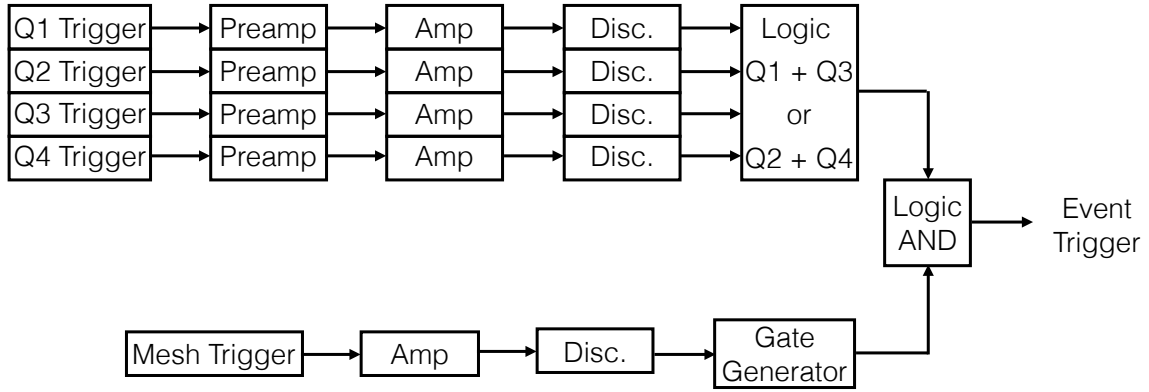 Q1 Trigger Preamp Amp Disc. Logic
Q2 Trigger Preamp Amp Disc. Q1 + Q3
Q3 Trigger Preamp Amp Disc. or
Q4 Trigger Preamp Amp Disc. Q2 + Q4
Logic
AND
Event
Trigger
Mesh Trigger Amp Disc.
Gate
Generator